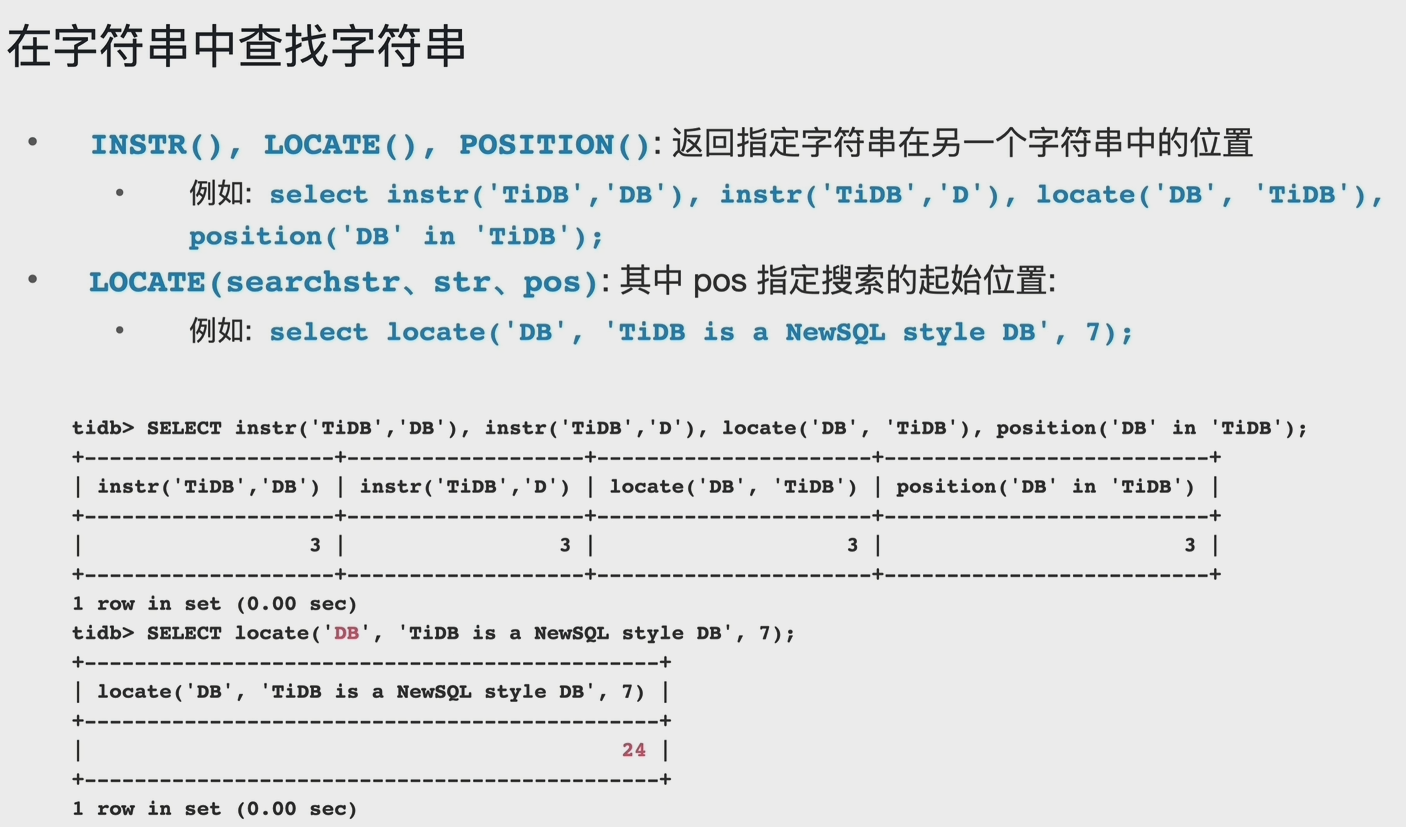 在字符串中查找字符串
• INSTR(), LOCATE(), POSITION(): 返回指定字符串在另一个字符串中的位置
• 例如: select instr('TiDB','DB'), instr('TiDB','D'), locate('DB', 'TiDB'),
position('DB' in 'TiDB');
• LOCATE(searchstr、str、pos): 其中 pos 指定搜索的起始位置:
• 例如: select locate('DB', 'TiDB is a NewSQL style DB', 7);
tidb> SELECT instr('TiDB','DB'), instr('TiDB','D'), locate('DB', 'TiDB'), position('DB' in 'TiDB');
+--------------------+-------------------+----------------------+--------------------------+
| instr('TiDB','DB') | instr('TiDB','D') | locate('DB', 'TiDB') | position('DB' in 'TiDB') |
+--------------------+-------------------+----------------------+--------------------------+
|                  3 |                 3 |                    3 |                        3 |
+--------------------+-------------------+----------------------+--------------------------+
1 row in set (0.00 sec)
tidb> SELECT locate('DB', 'TiDB is a NewSQL style DB', 7);
+----------------------------------------------+
| locate('DB', 'TiDB is a NewSQL style DB', 7) |
+----------------------------------------------+
|                                           24 |
+----------------------------------------------+
1 row in set (0.00 sec)